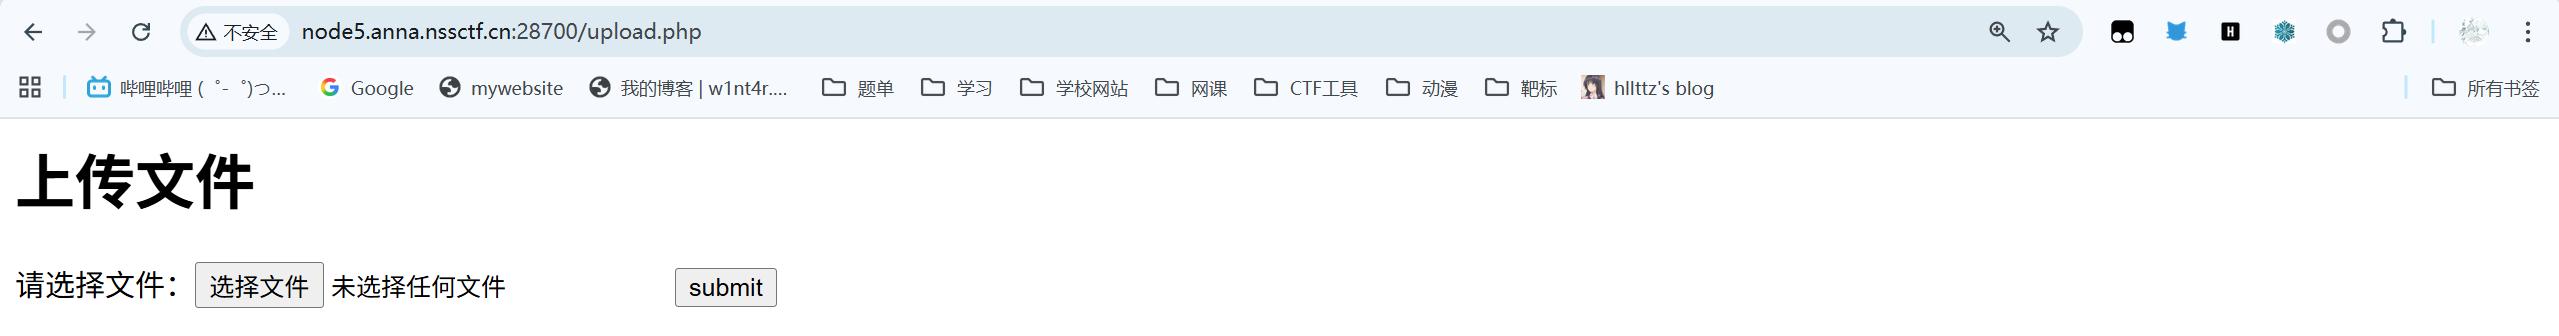 不安全 node5.anna.nssctf.cn:28700/upload.php
哔哩哔哩 (゜-゜)つ... Google mywebsite 我的博客 | w1nt4r.... 题单 学习 学校网站 网课 CTF工具 动漫 靶标 hllttz's blog 所有书签
上传文件
请选择文件： 选择文件 未选择任何文件 submit